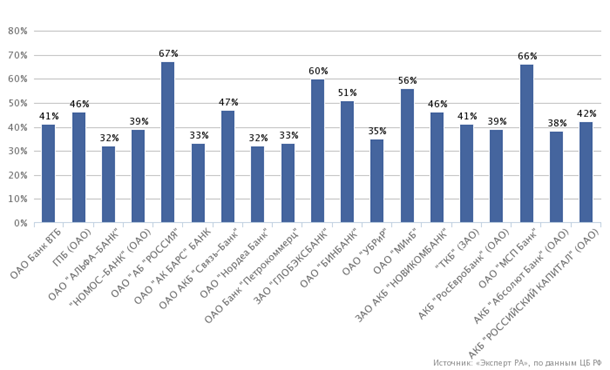 80%
70%
60%
50%
40%
30%
20%
10%
0%
41%
46%
32%
39%
67%
33%
47%
32%
33%
60%
51%
35%
56%
46%
41%
39%
66%
38%
42%
ОАО Банк ВТБ
ГПБ (ОАО)
ОАО "АЛЬФА-БАНК"
"НОМОС-БАНК" (ОАО)
ОАО "АБ "РОССИЯ"
ОАО "АК БАРС" БАНК
ОАО АКБ "Связь-Банк"
ОАО "Нордеа Банк"
ОАО Банк "Петрокоммерц"
ЗАО "ГЛОБЭКСБАНК"
ОАО "БИНБАНК"
ОАО "УБРиР"
ОАО "МИнБ"
ЗАО АКБ "НОВИКОМБАНК"
"ТКБ" (ЗАО)
АКБ "РосЕвроБанк" (ОАО)
ОАО "МСП Банк"
АКБ "Абсолют Банк" (ОАО)
АКБ "РОССИЙСКИЙ КАПИТАЛ" (ОАО)
Источник: «Эксперт РА», по данным ЦБ РФ